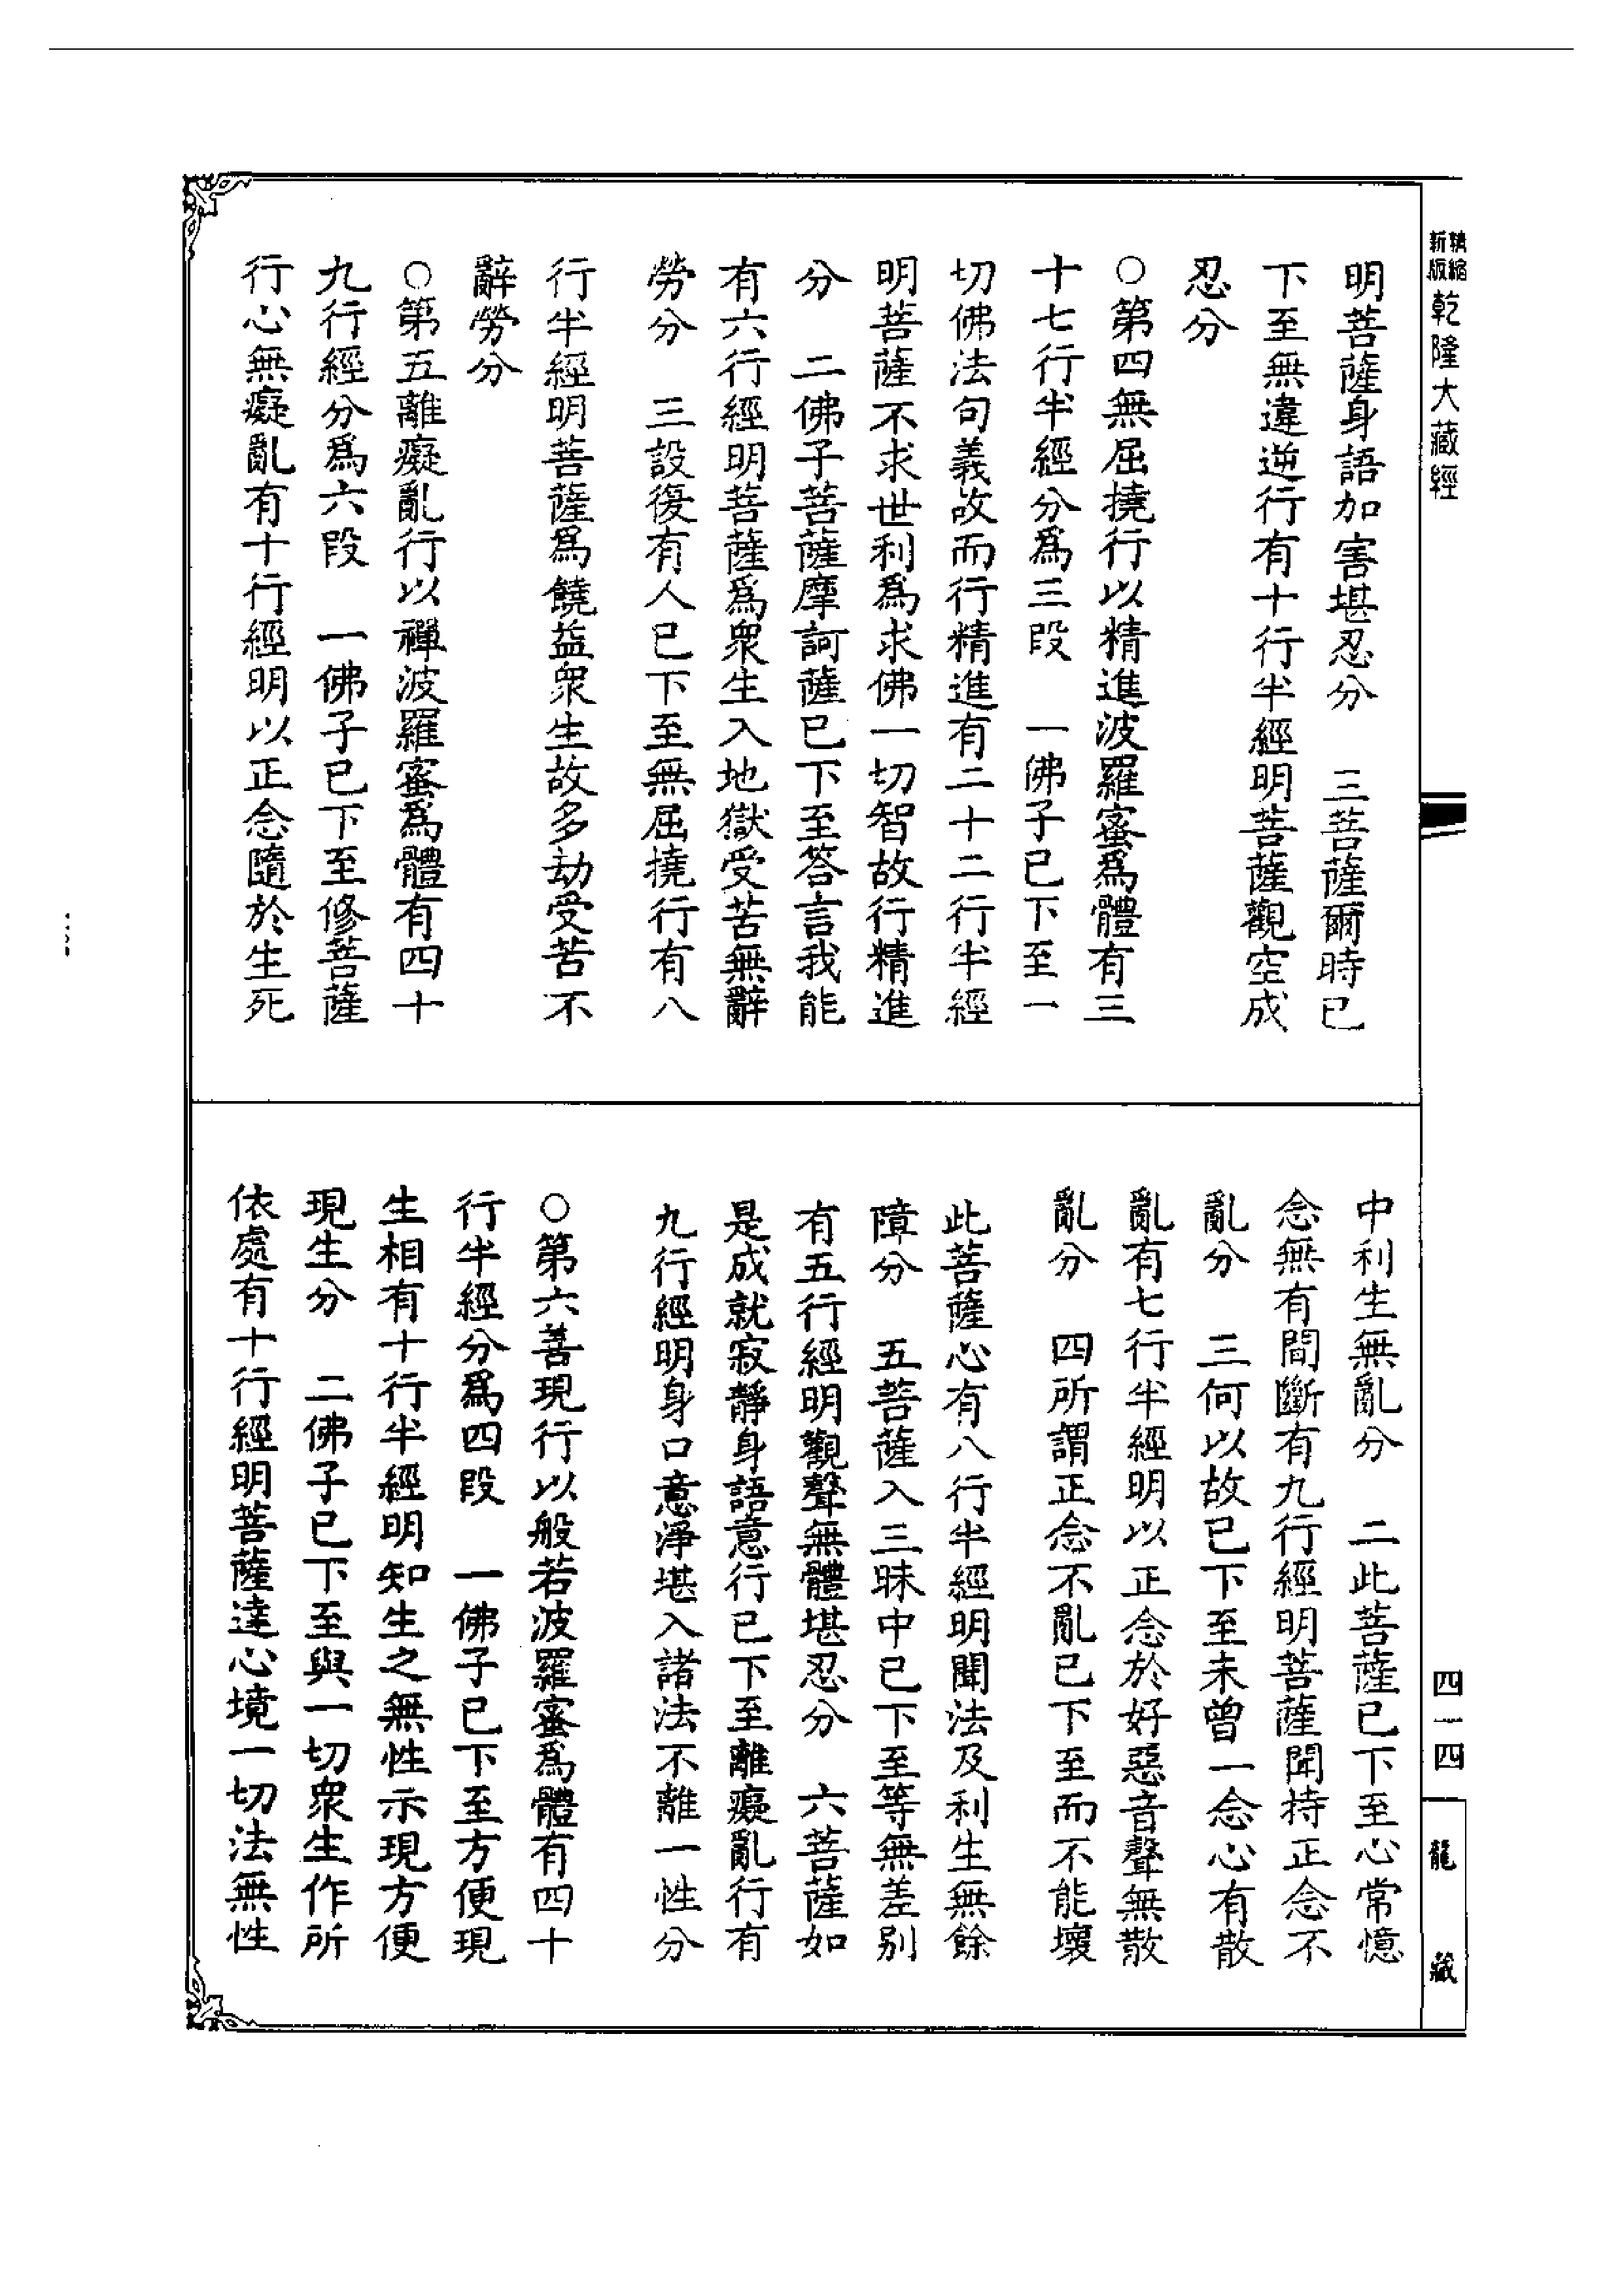 精縮
新版
乾隆大藏經
明菩薩身語加害堪忍分　三菩薩爾時已
下至無違逆行有十行半經明菩薩觀空成
忍分
○第四無屈撓行以精進波羅蜜爲體有三
十七行半經分爲三段　一佛子已下至一
切佛法句義故而行精進有二十二行半經
明菩薩不求世利爲求佛一切智故行精進
分　二佛子菩薩摩訶薩已下至答言我能
有六行經明菩薩爲衆生入地獄受苦無辭
勞分　三設復有人已下至無屈撓行有八
行半經明菩薩爲饒益衆生故多劫受苦不
辭勞分
○第五離癡亂行以禪波羅蜜爲體有四十
九行經分爲六段　一佛子已下至修菩薩
行心無癡亂有十行經明以正念隨於生死
中利生無亂分　二此菩薩已下至心常憶
念無有間斷有九行經明菩薩聞持正念不
亂分　三何以故已下至未曾一念心有散
亂有七行半經明以正念於好惡音聲無散
亂分　四所謂正念不亂已下至而不能壞
此菩薩心有八行半經明聞法及利生無餘
障分　五菩薩入三昧中已下至等無差別
有五行經明觀聲無體堪忍分　六菩薩如
是成就寂靜身語意行已下至離癡亂行有
九行經明身口意淨堪入諸法不離一性分
○第六善現行以般若波羅蜜爲體有四十
行半經分爲四段　一佛子已下至方便現
生相有十行半經明知生之無性示現方便
現生分　二佛子已下至與一切衆生作所
依處有十行經明菩薩達心境一切法無性
四一四
龍藏